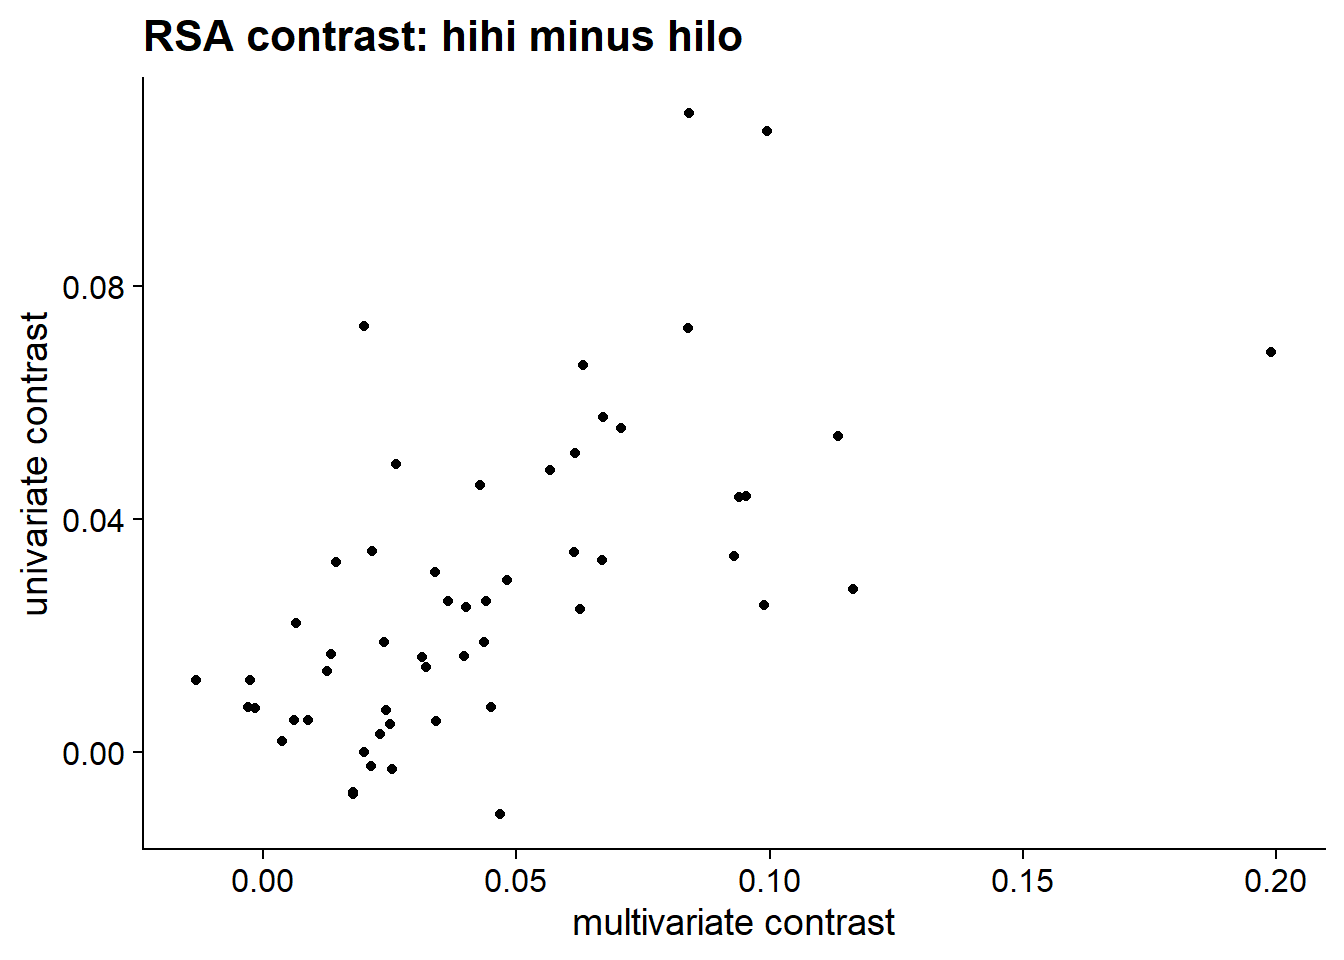 RSA contrast: hihi minus hilo
univariate contrast
0.08
0.04
0.00
0.00 0.05 0.10 0.15 0.20
multivariate contrast